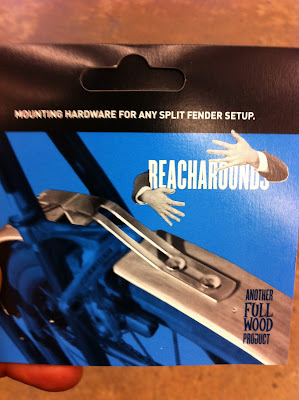 MOUNTING HARDWARE FOR ANY SPLIT FENDER SETUP.
REACHAROUNDS
ANOTHER
FULL
WOOD
PRODUCT